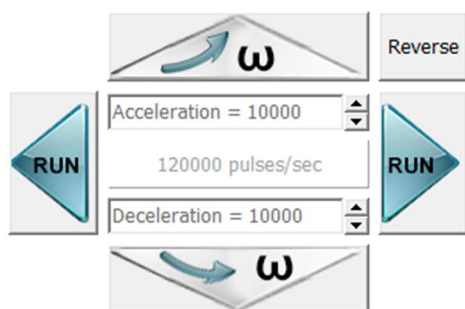 ω
Reverse
Acceleration = 10000
RUN
120000 pulses/sec
RUN
Deceleration = 10000
ω